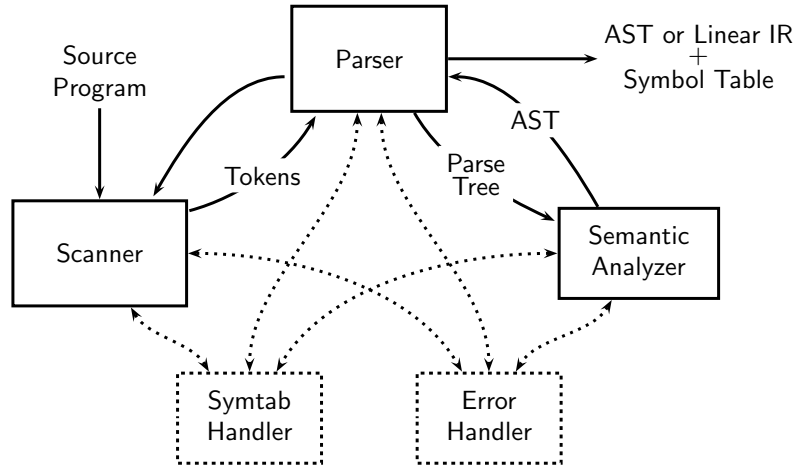 Parser
AST or Linear IR
+
Symbol Table
Source
Program
AST
Tokens
Parse
Tree
Scanner
Semantic
Analyzer
Symtab
Handler
Error
Handler